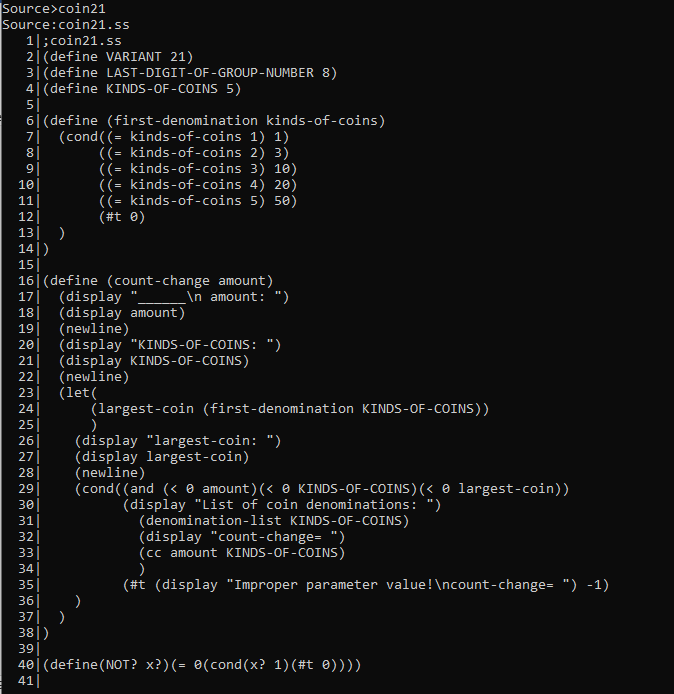 Source>coin21
Source:coin21.ss
   1|;coin21.ss
   2|(define VARIANT 21)
   3|(define LAST-DIGIT-OF-GROUP-NUMBER 8)
   4|(define KINDS-OF-COINS 5)
   5|
   6|(define (first-denomination kinds-of-coins)
   7|  (cond((= kinds-of-coins 1) 1)
   8|       ((= kinds-of-coins 2) 3)
   9|       ((= kinds-of-coins 3) 10)
  10|       ((= kinds-of-coins 4) 20)
  11|       ((= kinds-of-coins 5) 50)
  12|       (#t 0)
  13|  )
  14|)
  15|
  16|(define (count-change amount)
  17|  (display "______\n amount: ")
  18|  (display amount)
  19|  (newline)
  20|  (display "KINDS-OF-COINS: ")
  21|  (display KINDS-OF-COINS)
  22|  (newline)
  23|  (let(
  24|      (largest-coin (first-denomination KINDS-OF-COINS))
  25|      )
  26|    (display "largest-coin: ")
  27|    (display largest-coin)
  28|    (newline)
  29|    (cond((and (< 0 amount)(< 0 KINDS-OF-COINS)(< 0 largest-coin))
  30|          (display "List of coin denominations: ")
  31|            (denomination-list KINDS-OF-COINS)
  32|            (display "count-change= ")
  33|            (cc amount KINDS-OF-COINS)
  34|            )
  35|          (#t (display "Improper parameter value!\ncount-change= ") -1)
  36|    )
  37|  )
  38|)
  39|
  40|(define(NOT? x?)(= 0(cond(x? 1)(#t 0))))
  41|